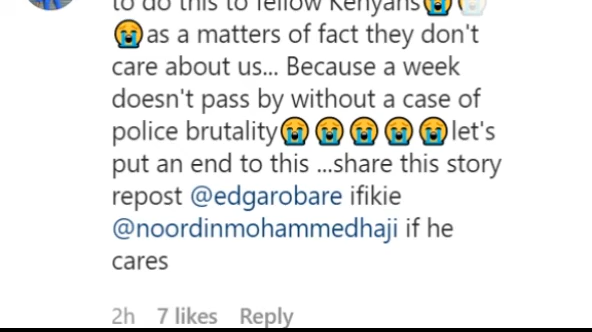 to do this to fellow Kenyans😭😭
😭as a matters of fact they don't
care about us... Because a week
doesn't pass by without a case of
police brutality😭😭😭😭😭let's
put an end to this ...share this story
repost @edgarobare ifikie
@noordinmohammedhaji if he
cares
2h 7 likes Reply